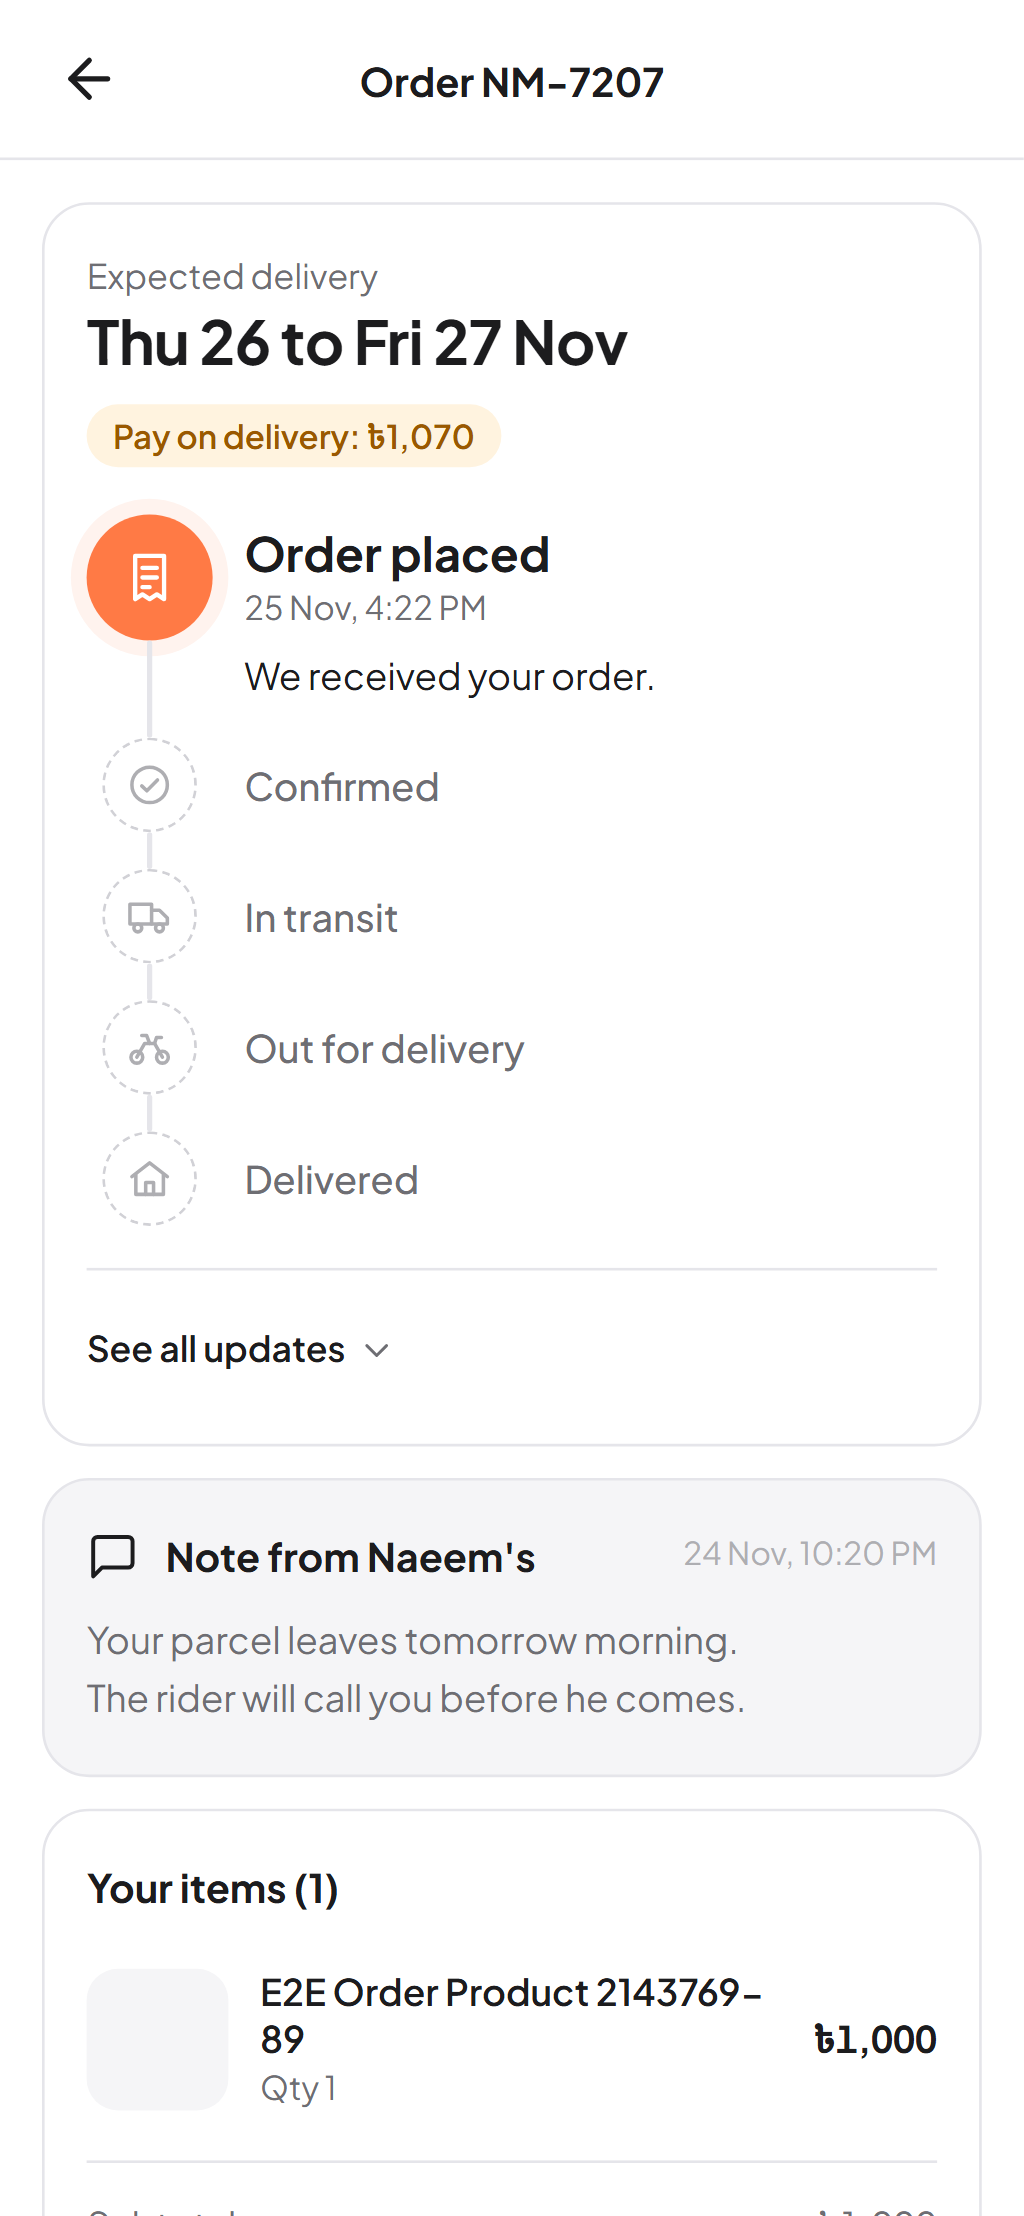 Order NM-7207
Expected delivery
Thu 26 to Fri 27 Nov
Pay on delivery: ৳1,070
Order placed
25 Nov, 4:22 PM
We received your order.
Confirmed
In transit
Out for delivery
Delivered
See all updates
Note from Naeem's
24 Nov, 10:20 PM
Your parcel leaves tomorrow morning.
The rider will call you before he comes.
Your items (1)
E2E Order Product 2143769-
89
৳1,000
Qty 1